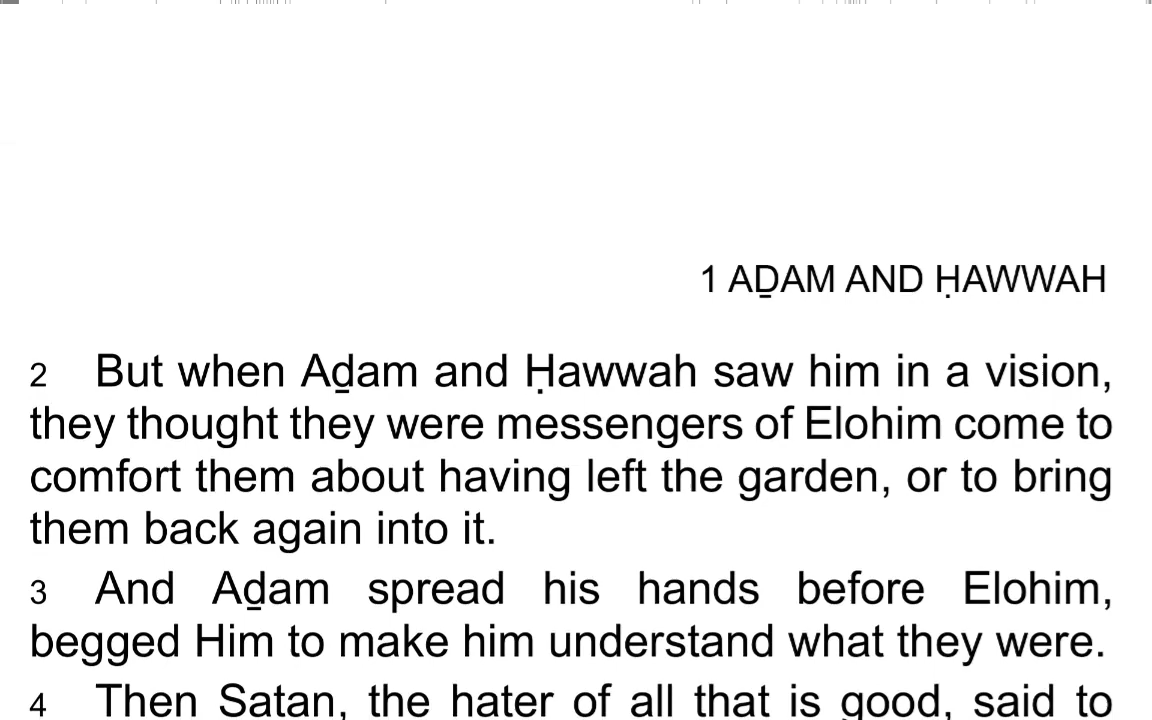 1 AḎAM AND ḤAWWAH
2 But when Aḏam and Ḥawwah saw him in a vision,
they thought they were messengers of Elohim come to
comfort them about having left the garden, or to bring
them back again into it.
3 And Aḏam spread his hands before Elohim,
begged Him to make him understand what they were.
4 Then Satan, the hater of all that is good, said to